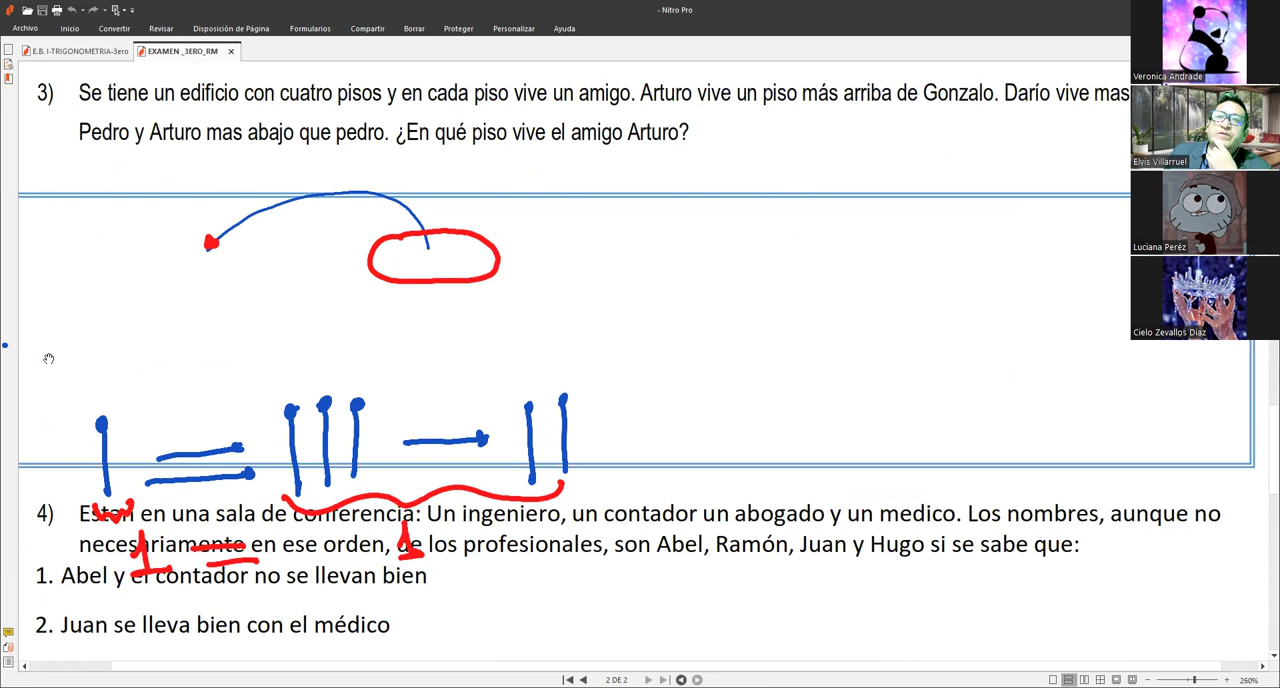 - Nitro Pro
Archivo Inicio Convertir Revisar Disposición de Página Formularios Compartir Borrar Proteger Personalizar Ayuda
E.B. I-TRIGONOMETRIA-3ero EXAMEN _3ERO_RM
3) Se tiene un edificio con cuatro pisos y en cada piso vive un amigo. Arturo vive un piso más arriba de Gonzalo. Darío vive mas
Pedro y Arturo mas abajo que pedro. ¿En qué piso vive el amigo Arturo?
4) Están en una sala de conferencia: Un ingeniero, un contador un abogado y un medico. Los nombres, aunque no
necesariamente en ese orden, de los profesionales, son Abel, Ramón, Juan y Hugo si se sabe que:
1 1
1. Abel y el contador no se llevan bien
2. Juan se lleva bien con el médico
Veronica Andrade
Elvis Villarruel
Luciana Peréz
Cielo Zevallos Diaz
2 DE 2
260%